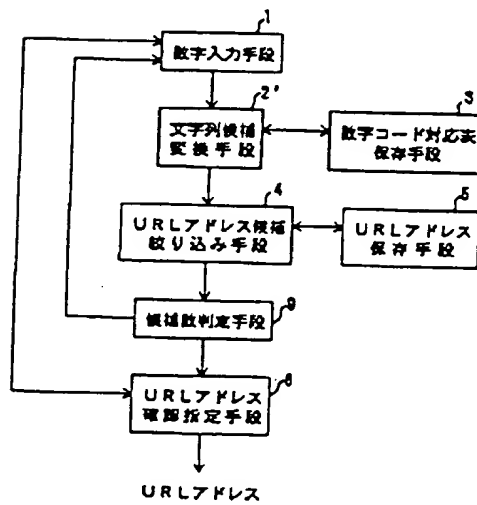 1
数字入力手段
2'
文字列候補
変換手段
3
数字コード対応表
保存手段
4
URLアドレス候補
絞り込み手段
5
URLアドレス
保存手段
候補数判定手段
9
6
URLアドレス
確認指定手段
URLアドレス